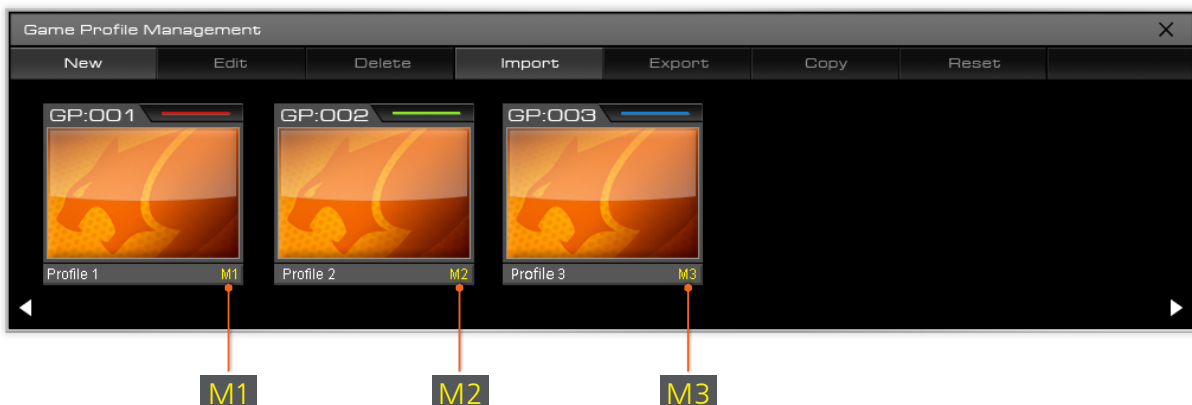 Game Profile Management
New Edit Delete Import Export Copy Reset
GP:001 GP:002 GP:003
Profile 1 M1 Profile 2 M2 Profile 3 M3
M1 M2 M3